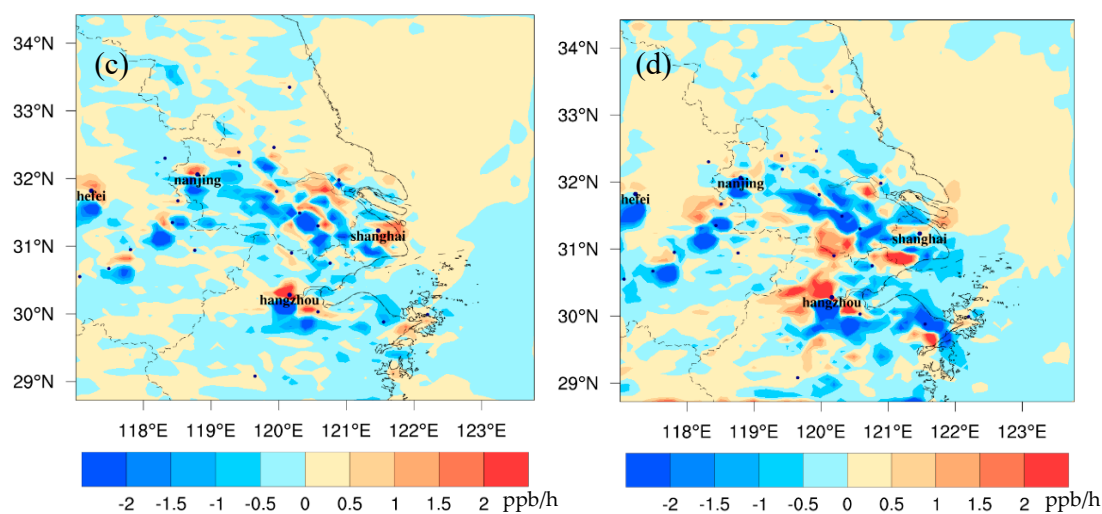 (c)
34°N
33°N
32°N
31°N
30°N
29°N
nanjing
hefei
shanghai
hangzhou
118°E 119°E 120°E 121°E 122°E 123°E
-2 -1.5 -1 -0.5 0 0.5 1 1.5 2 ppb/h
(d)
34°N
33°N
32°N
31°N
30°N
29°N
nanjing
hefei
shanghai
hangzhou
118°E 119°E 120°E 121°E 122°E 123°E
-2 -1.5 -1 -0.5 0 0.5 1 1.5 2 ppb/h